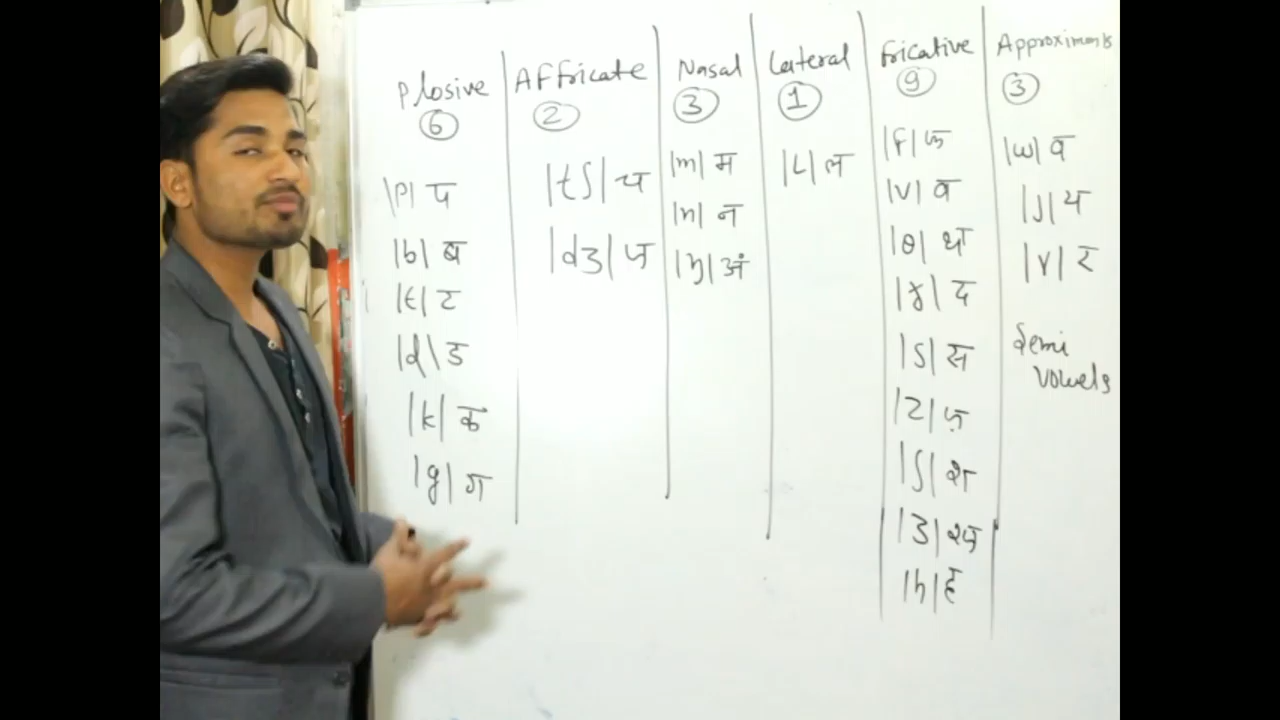 Plosive
6
/p/ प
/b/ ब
/t/ ट
/d/ ड
/k/ क
/g/ ग
Affricate
2
/tʃ/ च
/dʒ/ ज
Nasal
3
/m/ म
/n/ न
/ŋ/ अं
Lateral
1
/L/ ल
Fricative
9
/f/ फ
/v/ व
/θ/ था
/ð/ द
/s/ स
/z/ ज़
/ʃ/ श
/ʒ/
/h/ ह
Approximants
3
/w/ व
/j/ य
/r/ र
Semi
vowels